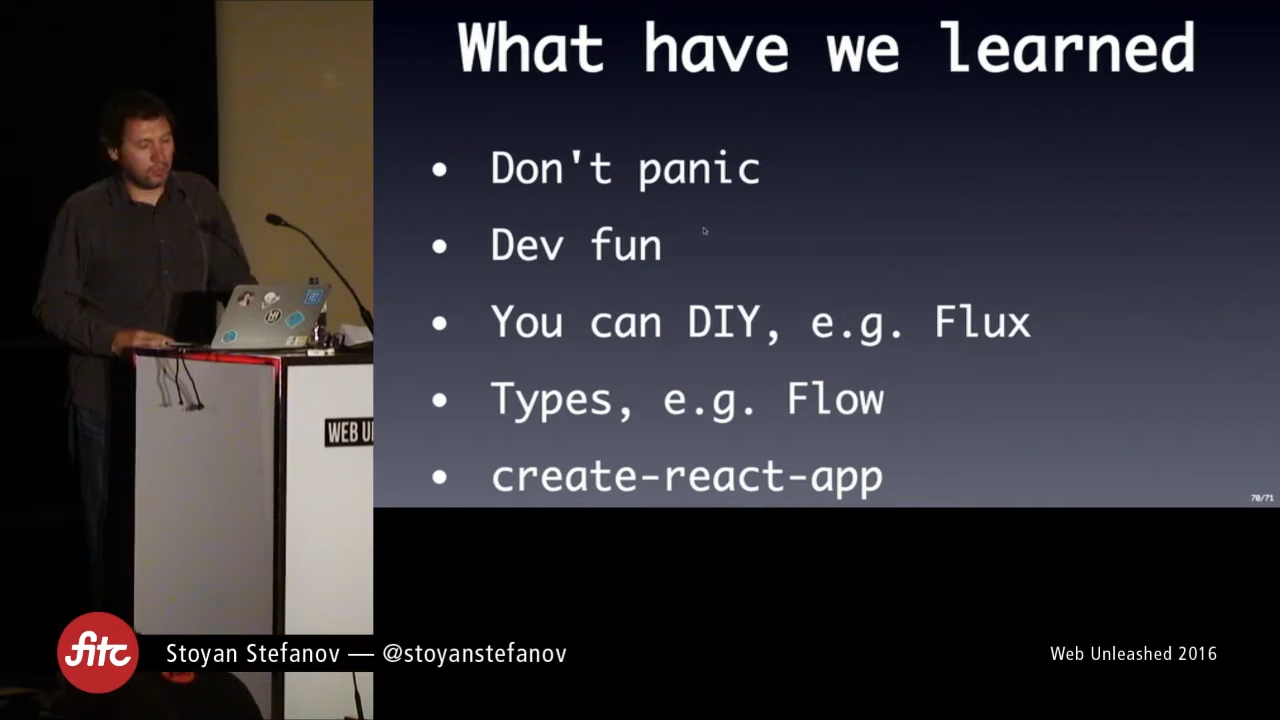 What have we learned
• Don't panic
• Dev fun
• You can DIY, e.g. Flux
• Types, e.g. Flow
• create-react-app
70/71
WEB U
fitc
Stoyan Stefanov — @stoyanstefanov
Web Unleashed 2016